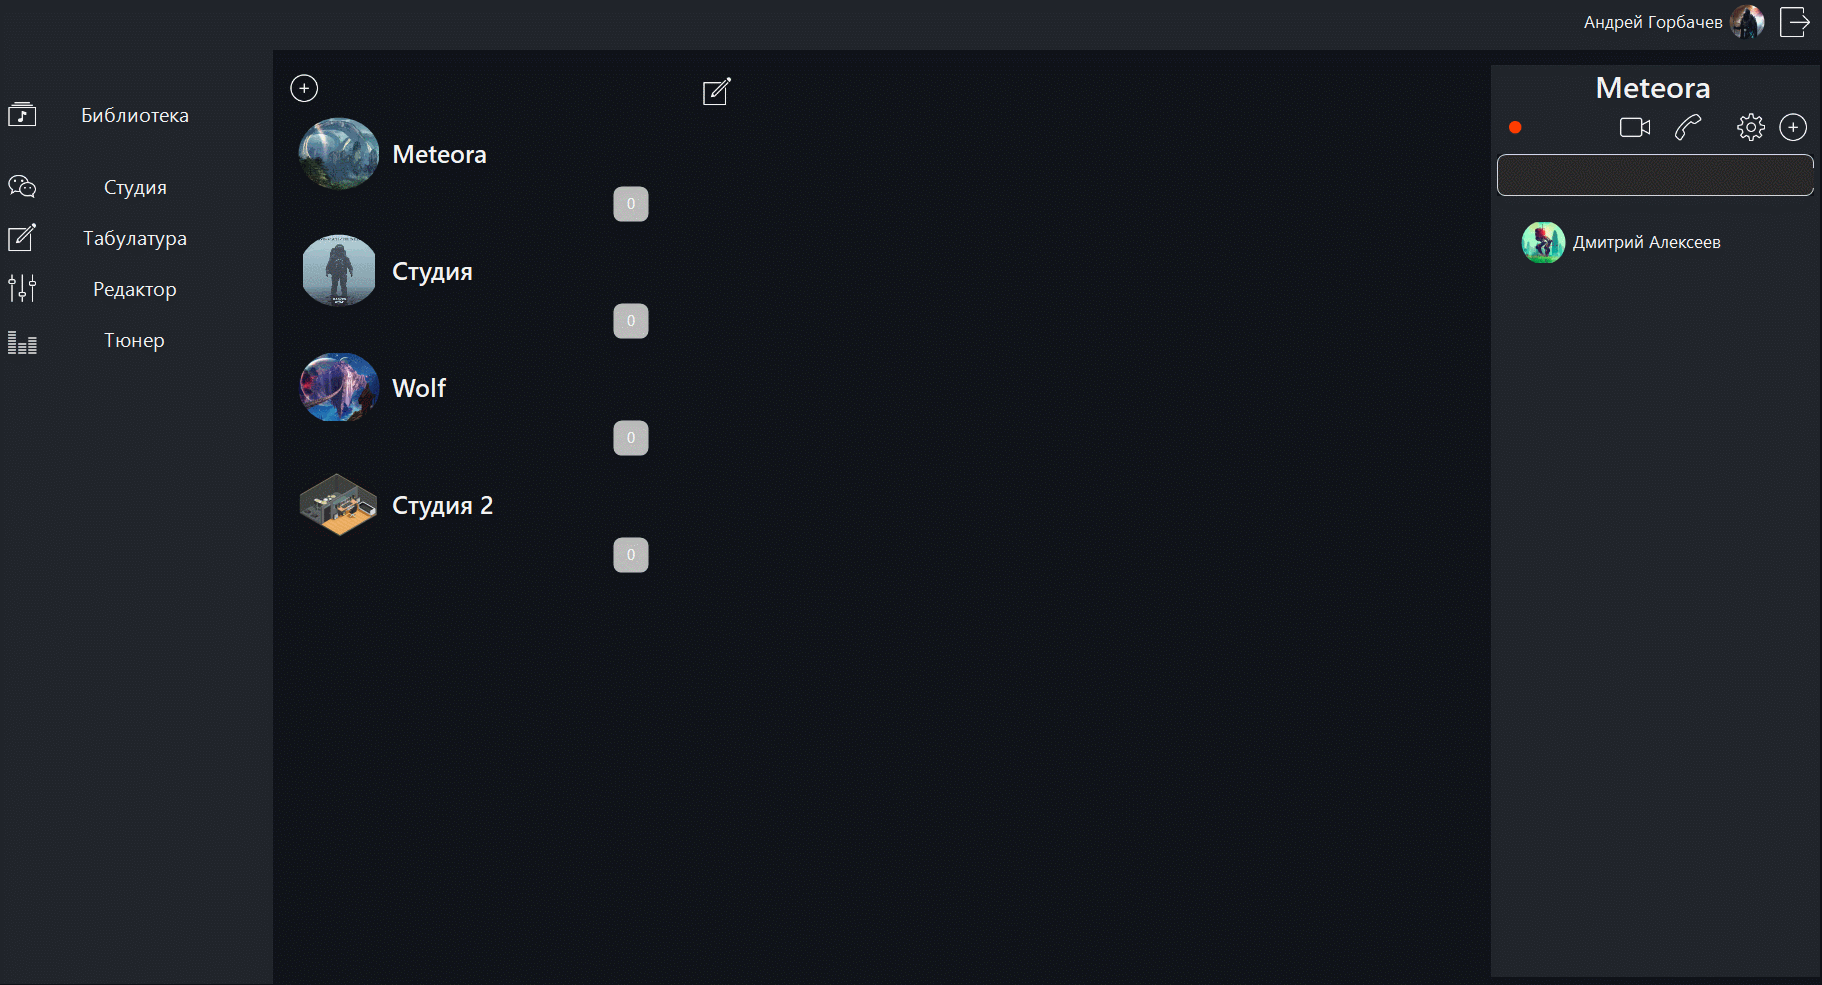 Андрей Горбачев
Библиотека
Студия
Табулатура
Редактор
Тюнер
Meteora
0
Студия
0
Wolf
0
Студия 2
0
Meteora
Дмитрий Алексеев